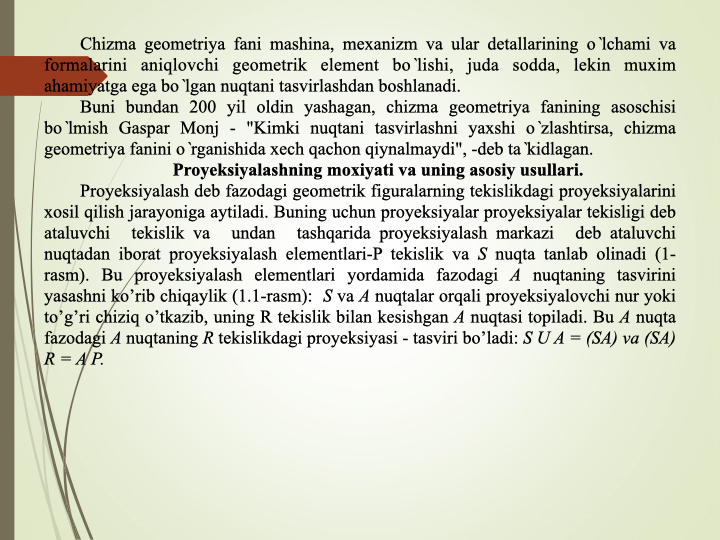 Chizma geometriya fani mashina, mexanizm va ular detallarining o`lchami va
formalarini aniqlovchi geometrik element bo`lishi, juda sodda, lekin muxim
ahamiyatga ega bo`lgan nuqtani tasvirlashdan boshlanadi.
Buni bundan 200 yil oldin yashagan, chizma geometriya fanining asoschisi
bo`lmish Gaspar Monj - "Kimki nuqtani tasvirlashni yaxshi o`zlashtirsa, chizma
geometriya fanini o`rganishida xech qachon qiynalmaydi", -deb ta`kidlagan.
Proyeksiyalashning moxiyati va uning asosiy usullari.
Proyeksiyalash deb fazodagi geometrik figuralarning tekislikdagi proyeksiyalarini
xosil qilish jarayoniga aytiladi. Buning uchun proyeksiyalar proyeksiyalar tekisligi deb
ataluvchi tekislik va undan tashqarida proyeksiyalash markazi deb ataluvchi
nuqtadan iborat proyeksiyalash elementlari-P tekislik va S nuqta tanlab olinadi (1-
rasm). Bu proyeksiyalash elementlari yordamida fazodagi A nuqtaning tasvirini
yasashni ko’rib chiqaylik (1.1-rasm): S va A nuqtalar orqali proyeksiyalovchi nur yoki
to’g’ri chiziq o’tkazib, uning R tekislik bilan kesishgan A nuqtasi topiladi. Bu A nuqta
fazodagi A nuqtaning R tekislikdagi proyeksiyasi - tasviri bo’ladi: S U A = (SA) va (SA)
R = A P.